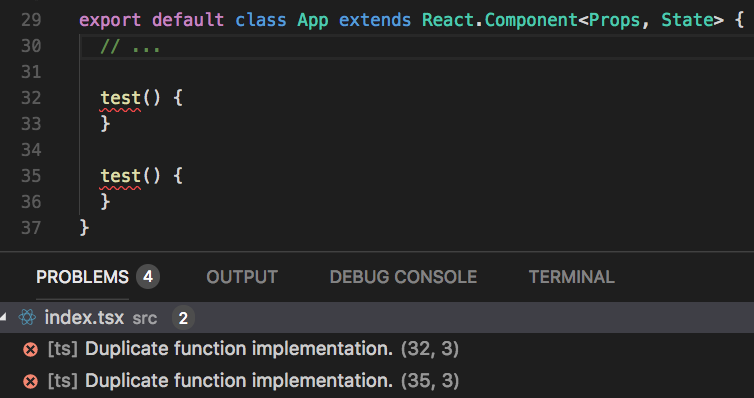 29 export default class App extends React.Component<Props, State> {
30 // ...
31
32 test() {
33 }
34
35 test() {
36 }
37 }
PROBLEMS 4 OUTPUT DEBUG CONSOLE TERMINAL
index.tsx src 2
[ts] Duplicate function implementation. (32, 3)
[ts] Duplicate function implementation. (35, 3)